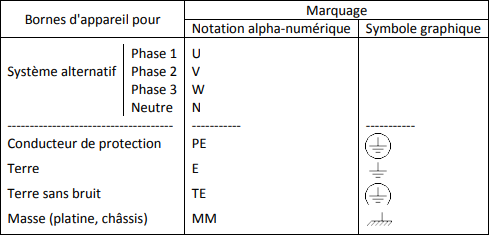 Bornes d'appareil pour Marquage
Notation alpha-numérique Symbole graphique
Système alternatif Phase 1 U
Phase 2 V
Phase 3 W
Neutre N
------------------------------------- ----------- -----------
Conducteur de protection PE
Terre E
Terre sans bruit TE
Masse (platine, châssis) MM